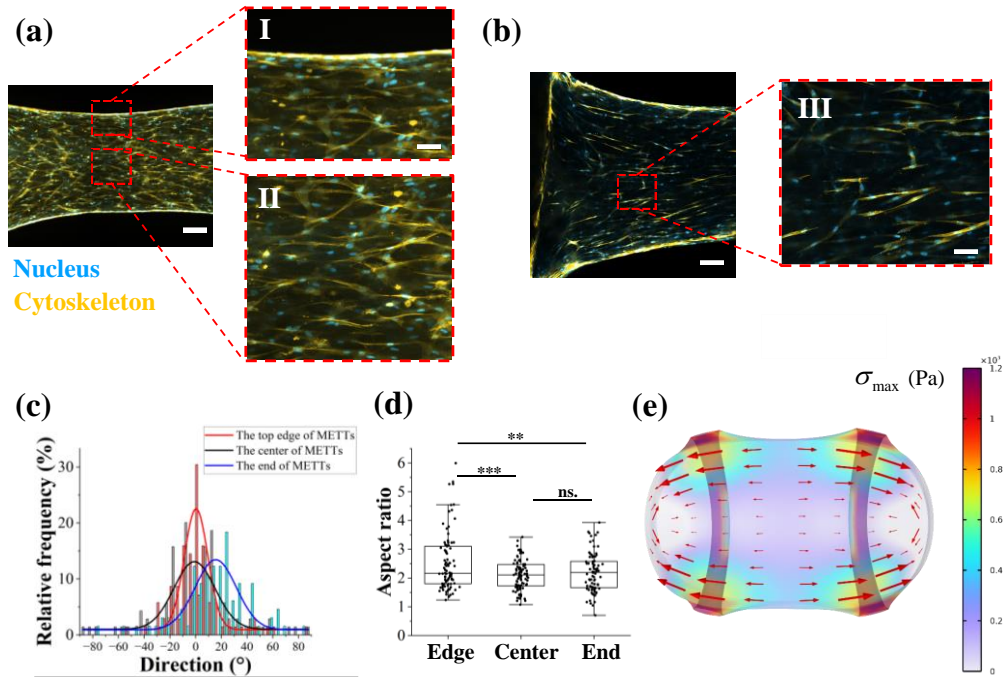 (a)
I
II
Nucleus
Cytoskeleton
(b)
III
(c)
Relative frequency (%)
30
20
10
0
The top edge of METTs
The center of METTs
The end of METTs
−80 −60 −40 −20 0 20 40 60 80
Direction (°)
(d)
Aspect ratio
6
5
4
3
2
1
0
**
***
ns.
Edge Center End
(e)
σmax (Pa)
×10³
1.2
1
0.8
0.6
0.4
0.2
0